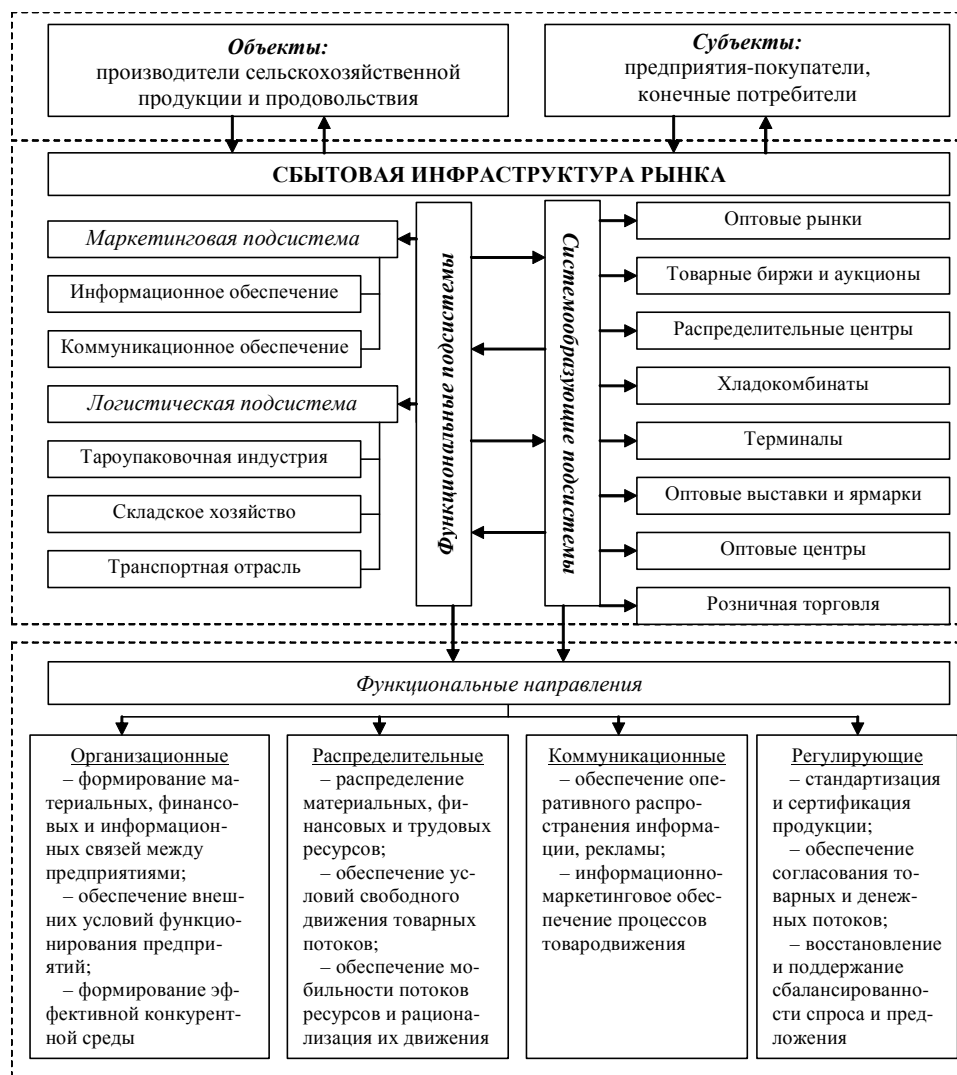 Объекты:
производители сельскохозяйственной
продукции и продовольствия
Субъекты:
предприятия-покупатели,
конечные потребители
СБЫТОВАЯ ИНФРАСТРУКТУРА РЫНКА
Маркетинговая подсистема
Информационное обеспечение
Коммуникационное обеспечение
Логистическая подсистема
Тароупаковочная индустрия
Складское хозяйство
Транспортная отрасль
Функциональные подсистемы
Системообразующие подсистемы
Оптовые рынки
Товарные биржи и аукционы
Распределительные центры
Хладокомбинаты
Терминалы
Оптовые выставки и ярмарки
Оптовые центры
Розничная торговля
Функциональные направления
Организационные
– формирование ма-
териальных, финансо-
вых и информацион-
ных связей между
предприятиями;
– обеспечение внеш-
них условий функцио-
нирования предпри-
ятий;
– формирование эф-
фективной конкурент-
ной среды
Распределительные
– распределение
материальных, фи-
нансовых и трудовых
ресурсов;
– обеспечение ус-
ловий свободного
движения товарных
потоков;
– обеспечение мо-
бильности потоков
ресурсов и рационали-
зация их движения
Коммуникационные
– обеспечение опе-
ративного распро-
странения информа-
ции, рекламы;
– информационно-
маркетинговое обес-
печение процессов
товародвижения
Регулирующие
– стандартизация
и сертификация
продукции;
– обеспечение
согласования то-
варных и денеж-
ных потоков;
– восстановление
и поддержание
сбалансированно-
сти спроса и пред-
ложения